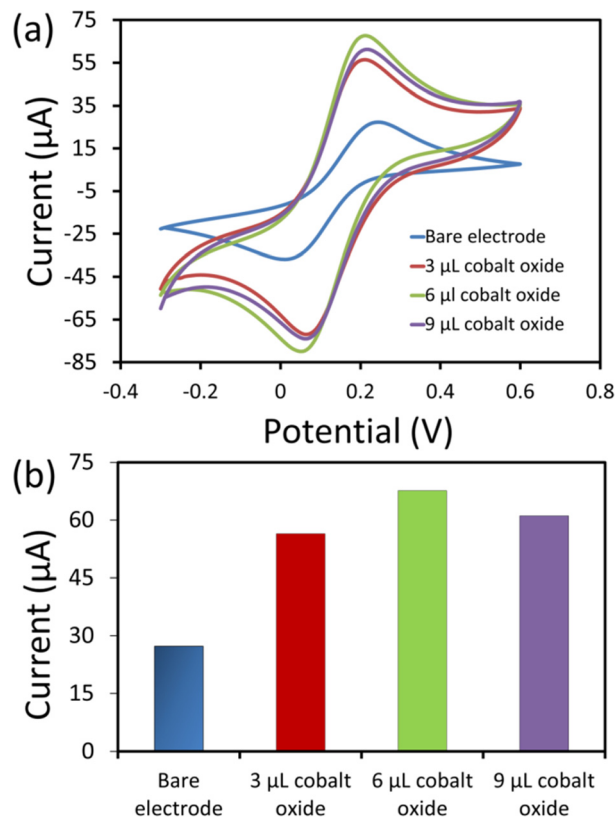 (a)
75
55
35
15
-5
-25
-45
-65
-85
Current (µA)
Bare electrode
3 µL cobalt oxide
6 µl cobalt oxide
9 µL cobalt oxide
-0.4
-0.2
0
0.2
0.4
0.6
0.8
Potential (V)
(b)
75
60
45
30
15
0
Current (µA)
Bare
electrode
3 µL cobalt
oxide
6 µL cobalt
oxide
9 µL cobalt
oxide